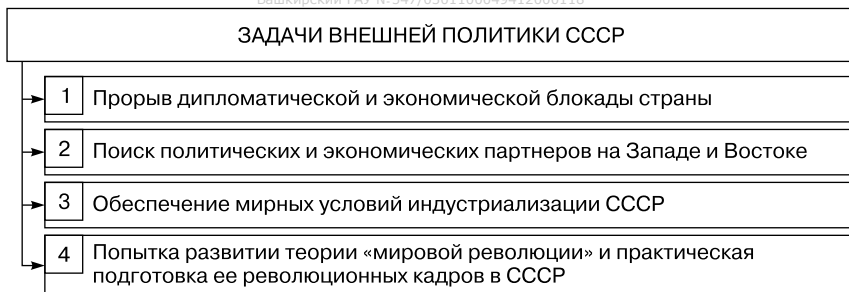 ЗАДАЧИ ВНЕШНЕЙ ПОЛИТИКИ СССР
1 Прорыв дипломатической и экономической блокады страны
2 Поиск политических и экономических партнеров на Западе и Востоке
3 Обеспечение мирных условий индустриализации СССР
4 Попытка развитии теории «мировой революции» и практическая
подготовка ее революционных кадров в СССР